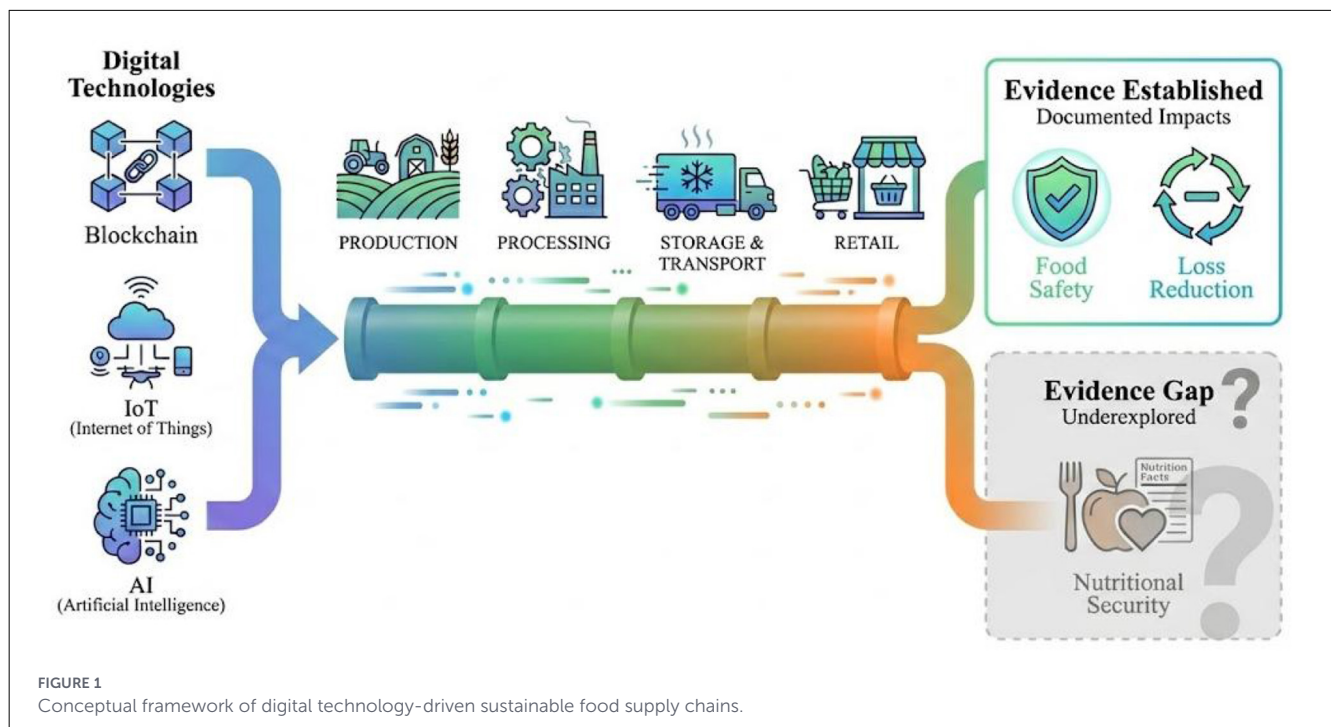 Digital
Technologies
Blockchain
IoT
(Internet of Things)
AI
(Artificial Intelligence)
PRODUCTION
PROCESSING
STORAGE &
TRANSPORT
RETAIL
Evidence Established
Documented Impacts
Food
Safety
Loss
Reduction
Evidence Gap ?
Underexplored
Nutrition
Facts
?
Nutritional
Security
FIGURE 1
Conceptual framework of digital technology-driven sustainable food supply chains.